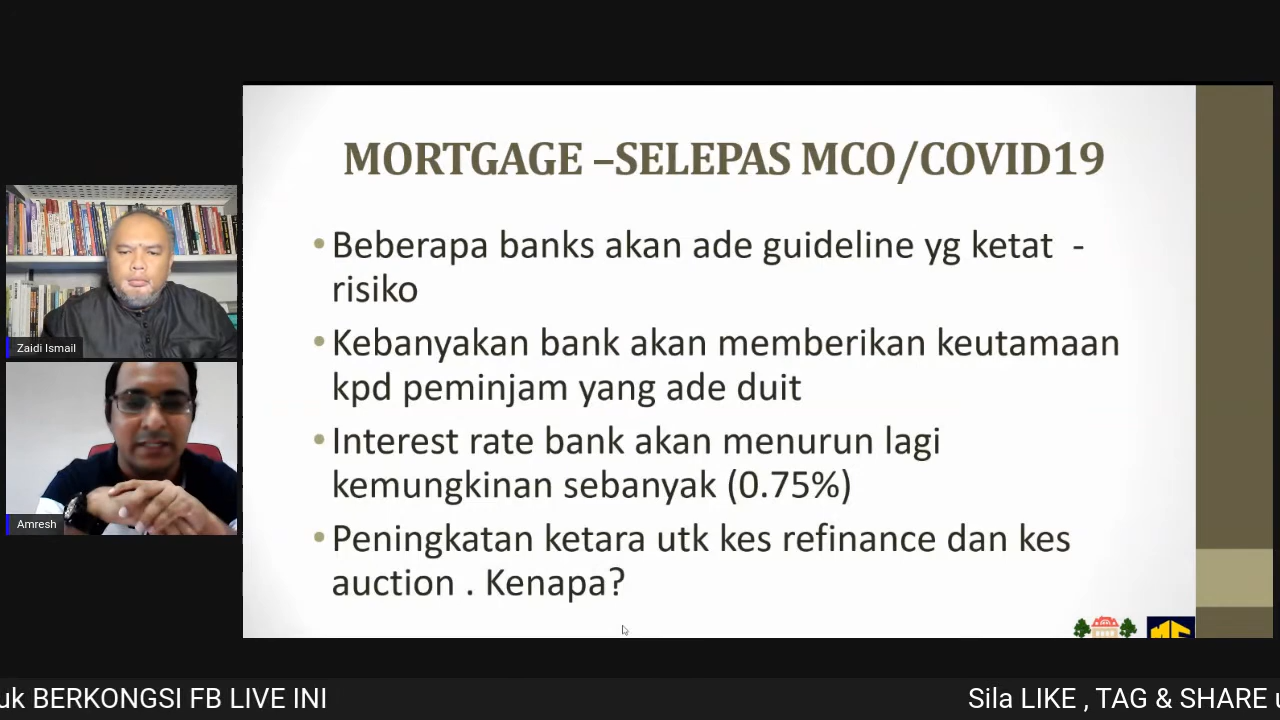 MORTGAGE –SELEPAS MCO/COVID19
• Beberapa banks akan ade guideline yg ketat -
risiko
• Kebanyakan bank akan memberikan keutamaan
kpd peminjam yang ade duit
• Interest rate bank akan menurun lagi
kemungkinan sebanyak (0.75%)
• Peningkatan ketara utk kes refinance dan kes
auction . Kenapa?
Zaidi Ismail
Amresh
uk BERKONGSI FB LIVE INI
Sila LIKE , TAG & SHARE u